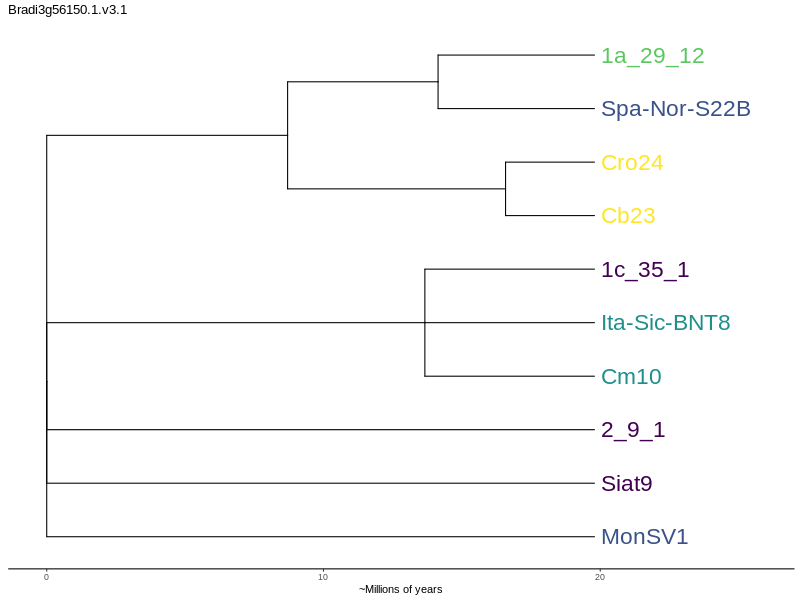 Bradi3g56150.1.v3.1
1a_29_12
Spa-Nor-S22B
Cro24
Cb23
1c_35_1
Ita-Sic-BNT8
Cm10
2_9_1
Siat9
MonSV1
0 10 20
~Millions of years